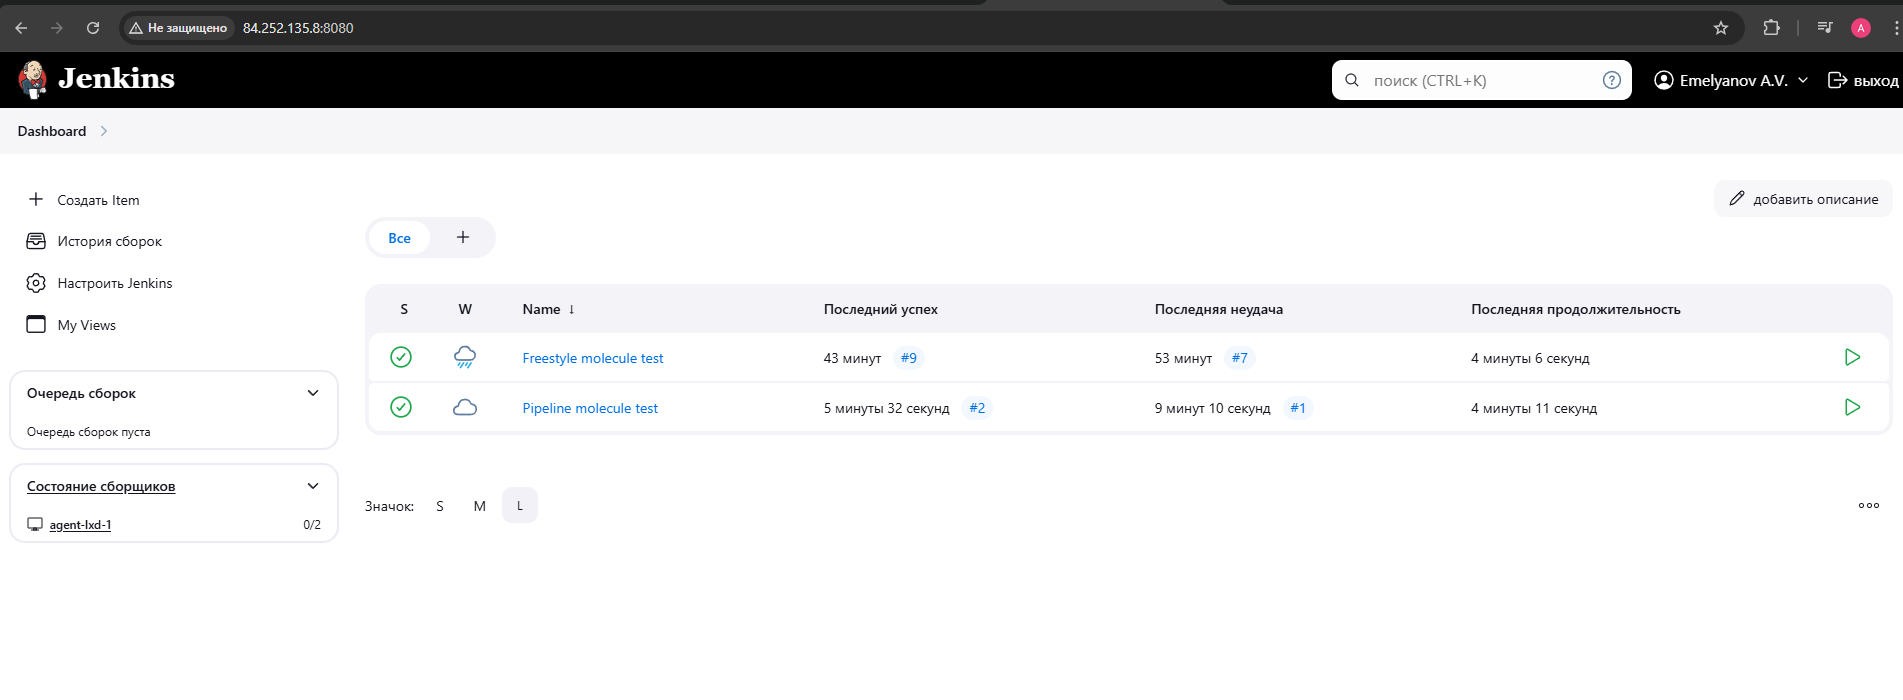 Не защищено 84.252.135.8:8080 A
Jenkins поиск (CTRL+K) ? Emelyanov A.V. выход
Dashboard
Создать Item
История сборок
Настроить Jenkins
My Views
Очередь сборок
Очередь сборок пуста
Состояние сборщиков
agent-lxd-1 0/2
добавить описание
Все +
S W Name ↓ Последний успех Последняя неудача Последняя продолжительность
Freestyle molecule test 43 минут #9 53 минут #7 4 минуты 6 секунд
Pipeline molecule test 5 минуты 32 секунд #2 9 минут 10 секунд #1 4 минуты 11 секунд
Значок: S M L